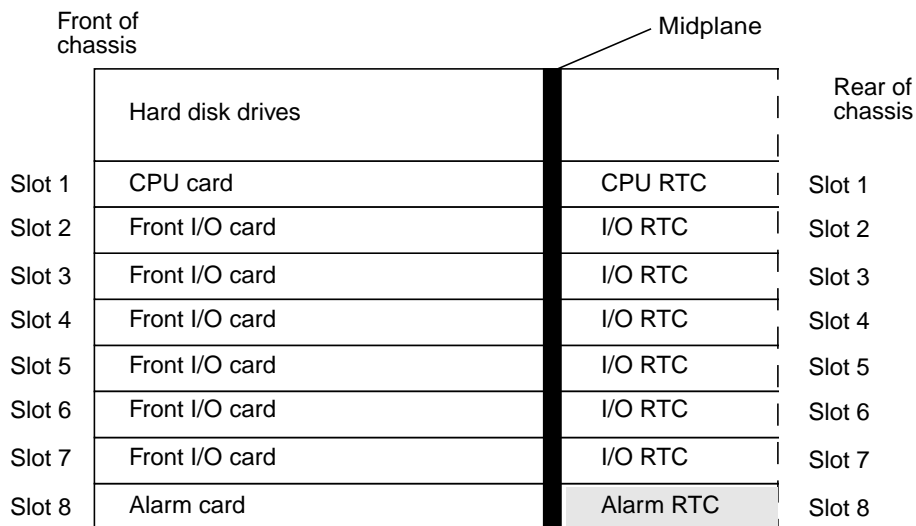 Front of
chassis
Midplane
Rear of
chassis
Hard disk drives
Slot 1 CPU card CPU RTC Slot 1
Slot 2 Front I/O card I/O RTC Slot 2
Slot 3 Front I/O card I/O RTC Slot 3
Slot 4 Front I/O card I/O RTC Slot 4
Slot 5 Front I/O card I/O RTC Slot 5
Slot 6 Front I/O card I/O RTC Slot 6
Slot 7 Front I/O card I/O RTC Slot 7
Slot 8 Alarm card Alarm RTC Slot 8